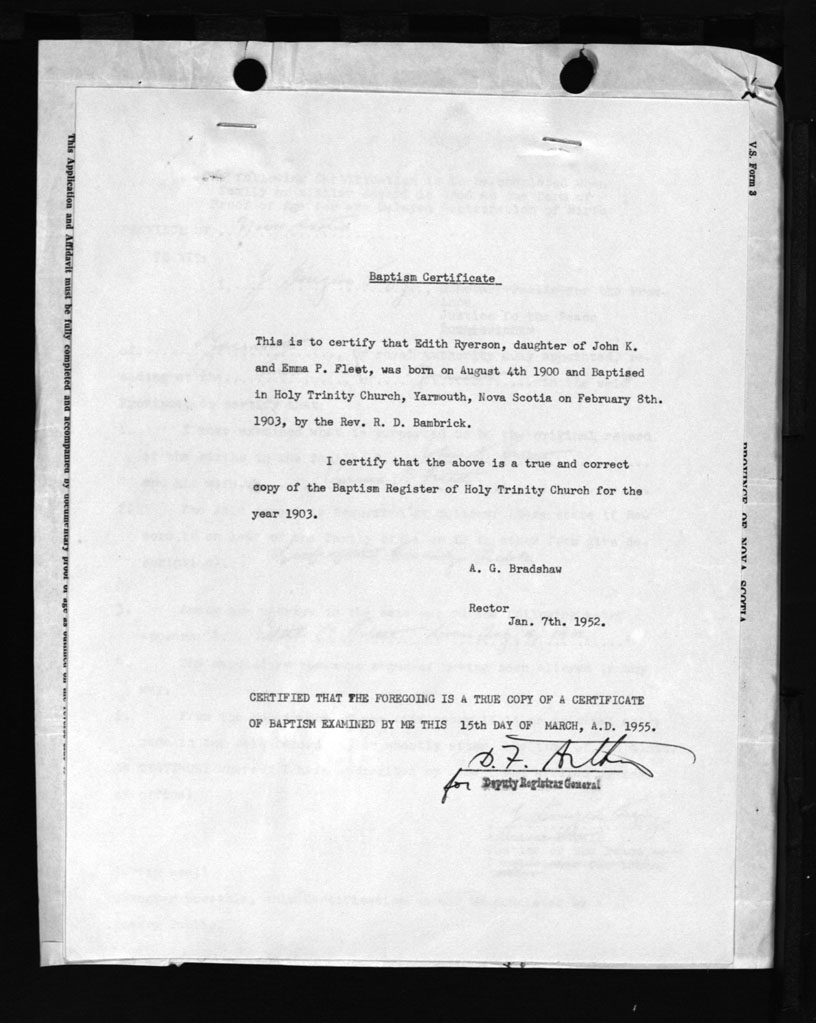 This Application and Affidavit must be fully completed and accompanied by documentary proof of age as outlined on the reverse
V.S. Form 3
PROVINCE OF NOVA SCOTIA
Baptism Certificate
This is to certify that Edith Ryerson, daughter of John K.
and Emma P. Fleet, was born on August 4th 1900 and Baptised
in Holy Trinity Church, Yarmouth, Nova Scotia on February 8th.
1903, by the Rev. R. D. Bambrick.
I certify that the above is a true and correct
copy of the Baptism Register of Holy Trinity Church for the
year 1903.
A. G. Bradshaw
Rector
Jan. 7th. 1952.
CERTIFIED THAT THE FOREGOING IS A TRUE COPY OF A CERTIFICATE
OF BAPTISM EXAMINED BY ME THIS 15th DAY OF MARCH, A.D. 1955.
D. F.
for Deputy Registrar General